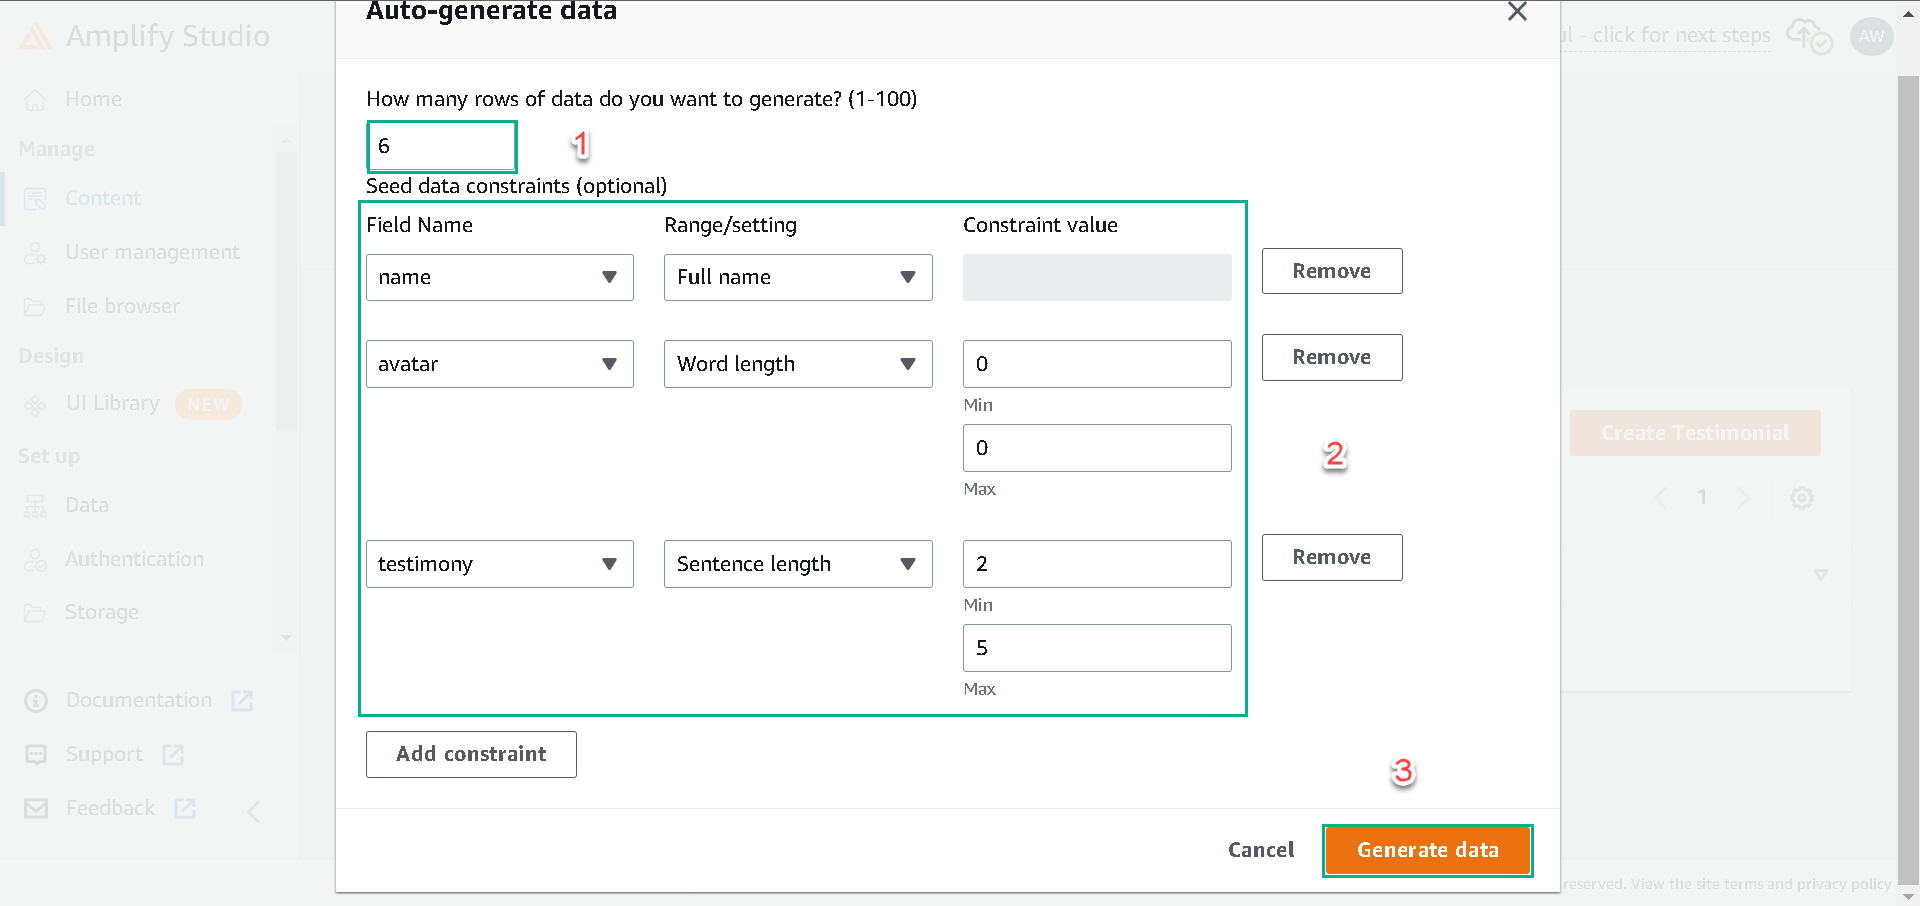 Auto-generate data
Amplify Studio
ul - click for next steps
AW
Home
Manage
Content
User management
File browser
Design
UI Library NEW
Set up
Data
Authentication
Storage
Documentation
Support
Feedback
How many rows of data do you want to generate? (1-100)
6
1
Seed data constraints (optional)
Field Name Range/setting Constraint value
name Full name Remove
avatar Word length 0 Remove
Min
0
Max
2
testimony Sentence length 2 Remove
Min
5
Max
Add constraint
3
Cancel Generate data
Create Testimonial
1
reserved. View the site terms and privacy policy